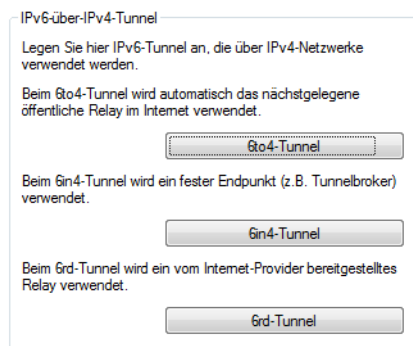 IPv6-über-IPv4-Tunnel
Legen Sie hier IPv6-Tunnel an, die über IPv4-Netzwerke
verwendet werden.
Beim 6to4-Tunnel wird automatisch das nächstgelegene
öffentliche Relay im Internet verwendet.
6to4-Tunnel
Beim 6in4-Tunnel wird ein fester Endpunkt (z.B. Tunnelbroker)
verwendet.
6in4-Tunnel
Beim 6rd-Tunnel wird ein vom Internet-Provider bereitgestelltes
Relay verwendet.
6rd-Tunnel